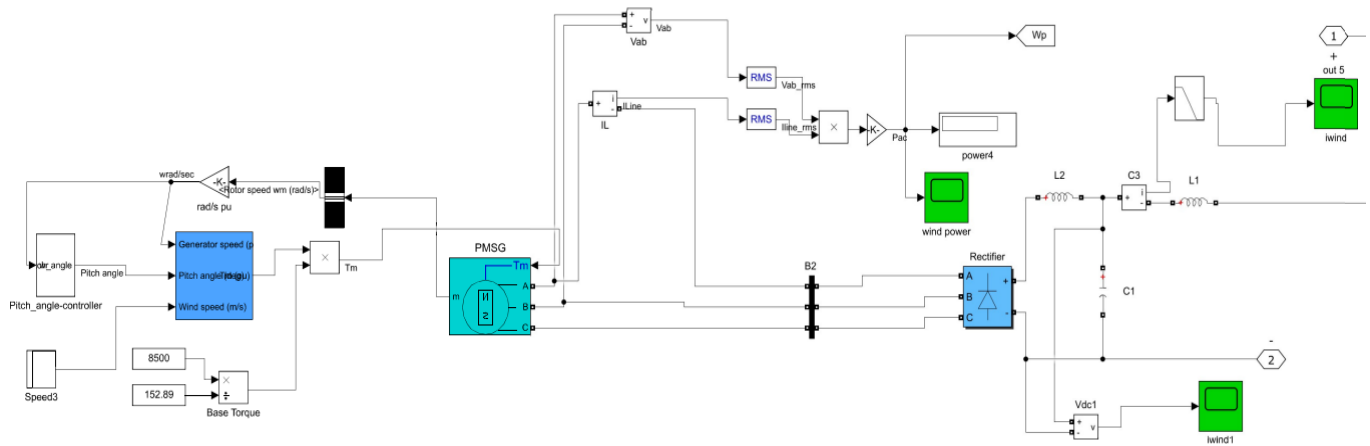 +
-
v
Vab
Vab
Wp
1
+
out 5
iwind
RMS
Vab_rms
+
i
-
ILine
IL
RMS
Iline_rms
×
-K-
Pac
power4
wind power
wrad/sec
-K-
<Rotor speed wm (rad/s)>
rad/s pu
L2
C3
+
i
-
L1
Generator speed (p
×
Tm
Pitch angle
Pitch_angle-controller
Wind speed (m/s)
PMSG
Tm
m
N
S
A
B
C
B2
Rectifier
A
B
C
+
-
C1
-
2
8500
152.89
×
÷
Base Torque
Speed3
Vdc1
+
-
v
iwind1